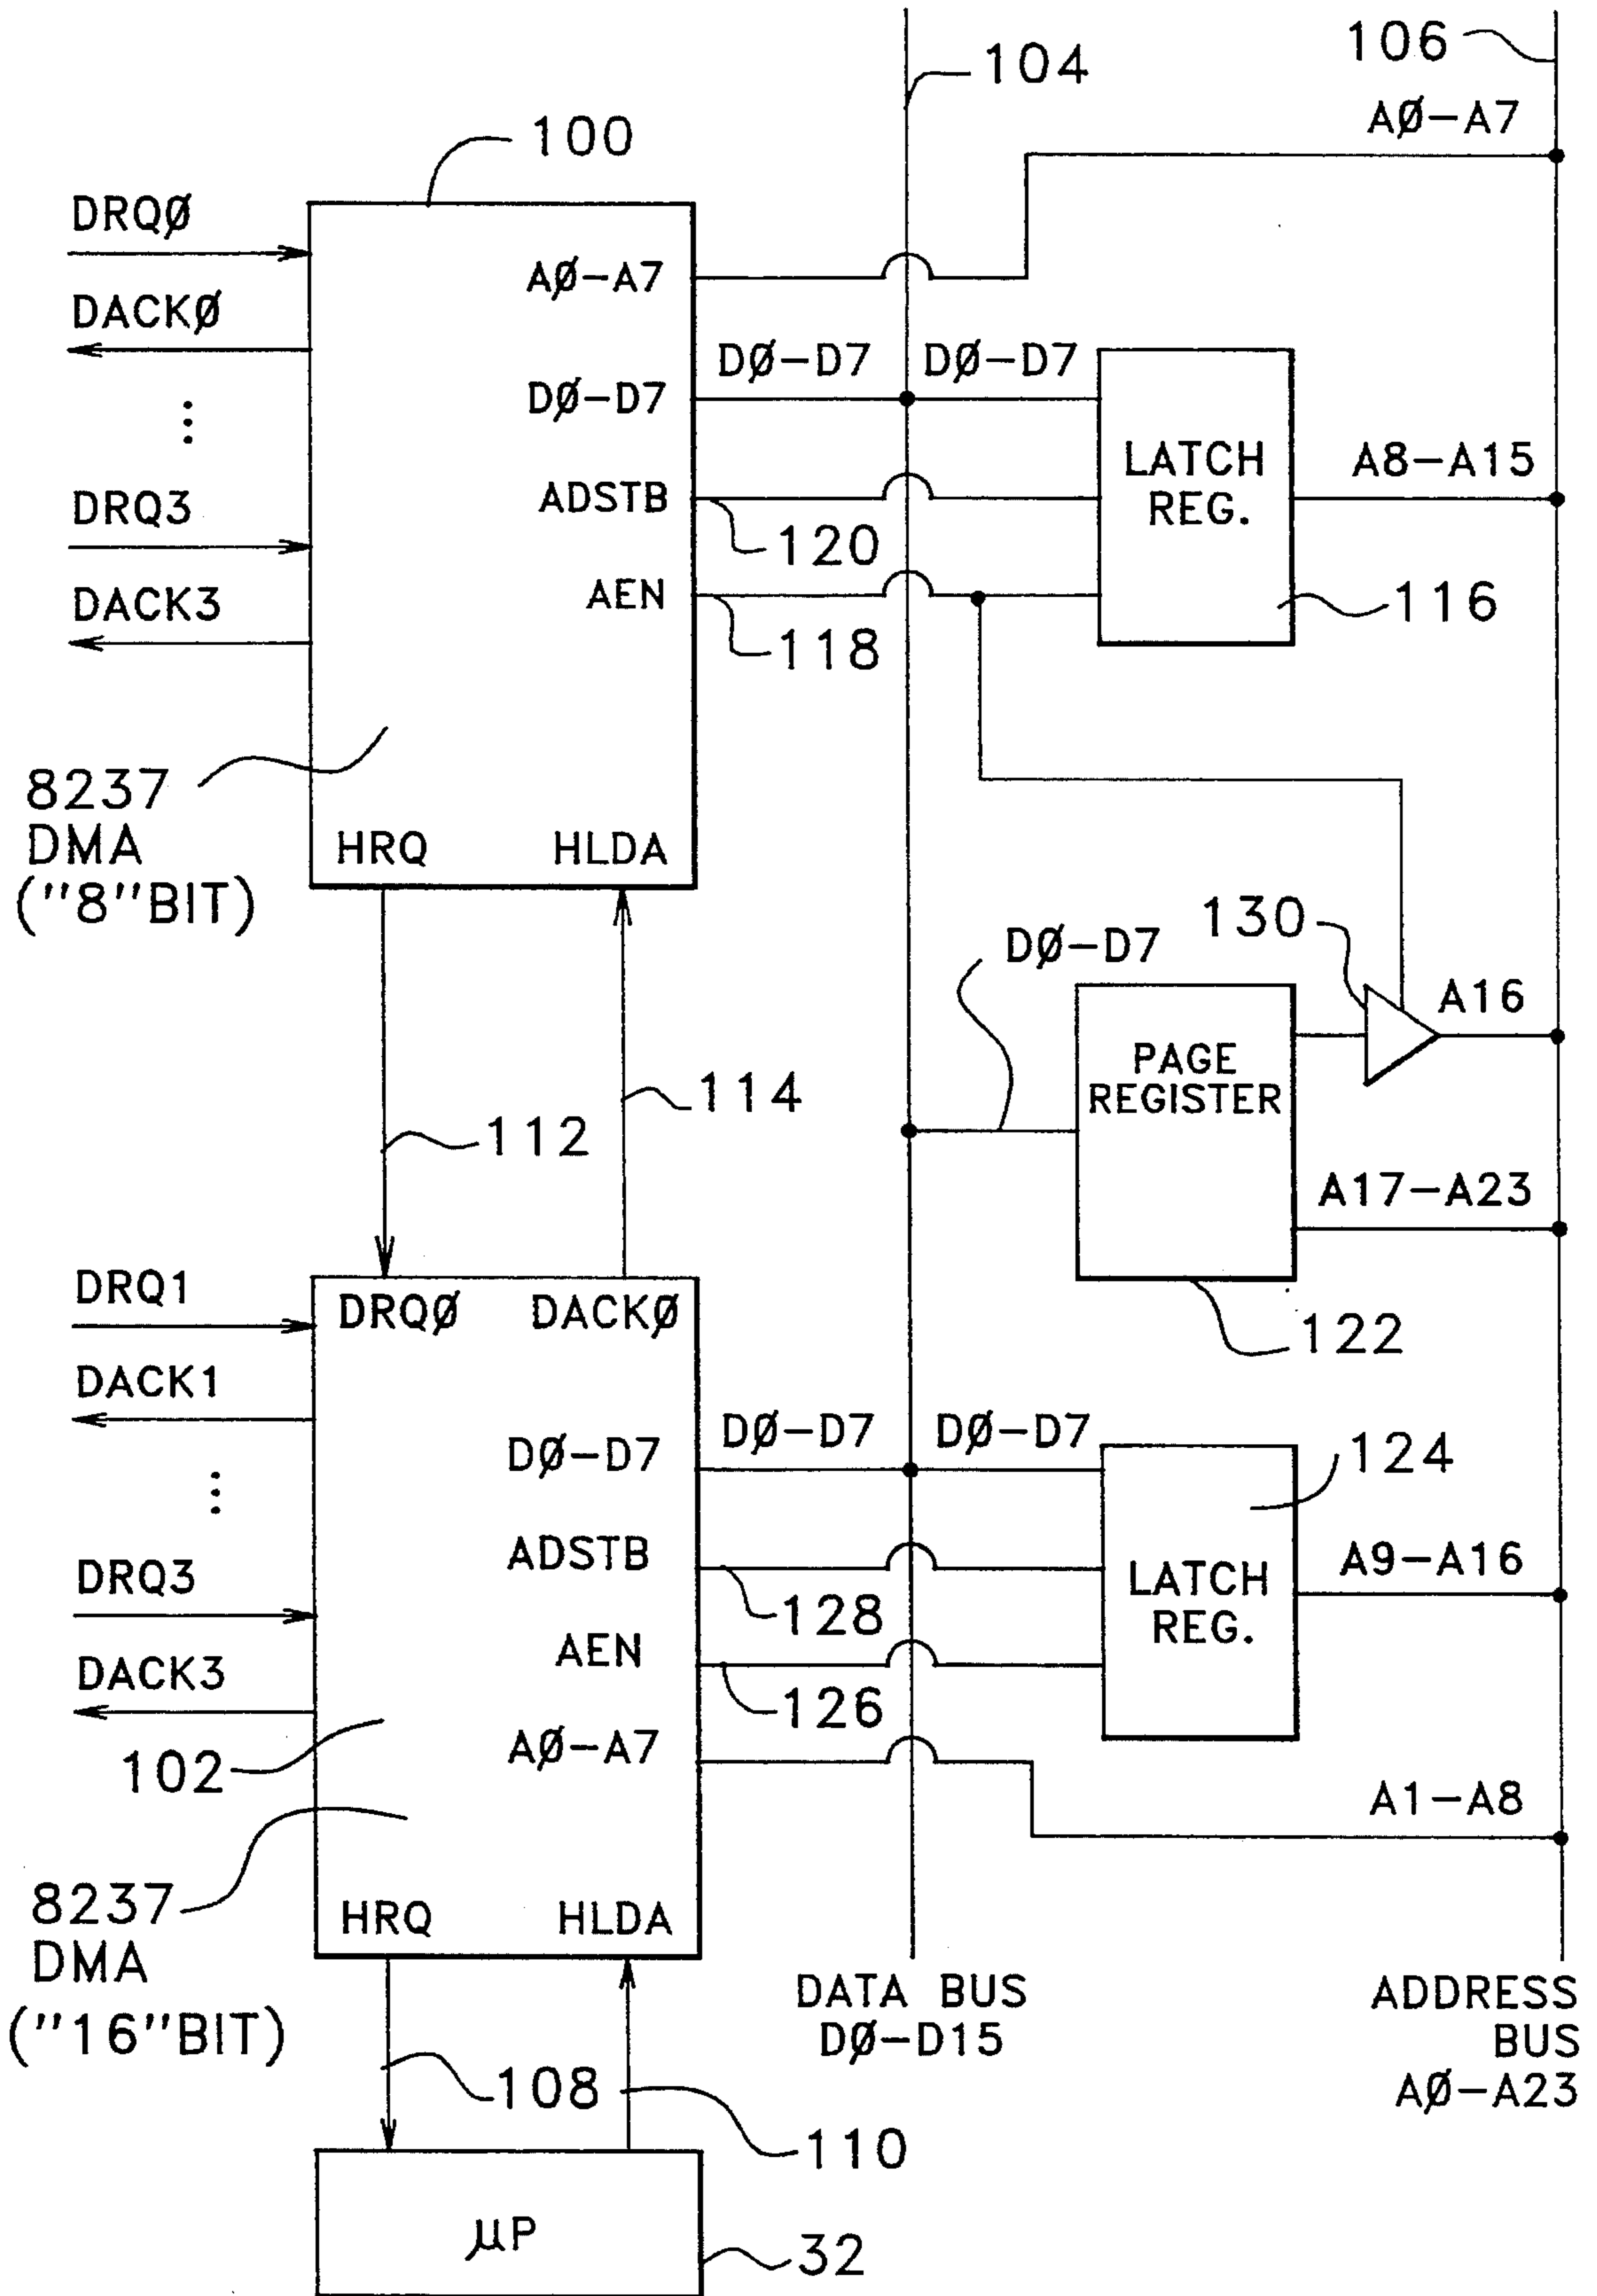 104
106
AØ-A7
100
DRQØ
AØ-A7
DACKØ
DØ-D7
DØ-D7
DØ-D7
LATCH
REG.
A8-A15
ADSTB
DRQ3
120
AEN
DACK3
116
118
8237
DMA
("8"BIT)
HRQ
HLDA
130
DØ-D7
A16
PAGE
REGISTER
114
112
A17-A23
DRQ1
DRQØ
DACKØ
122
DACK1
DØ-D7
DØ-D7
DØ-D7
124
ADSTB
A9-A16
DRQ3
LATCH
REG.
128
AEN
DACK3
126
AØ-A7
102
A1-A8
8237
DMA
("16"BIT)
HRQ
HLDA
DATA BUS
DØ-D15
ADDRESS
BUS
AØ-A23
108
110
µP
32